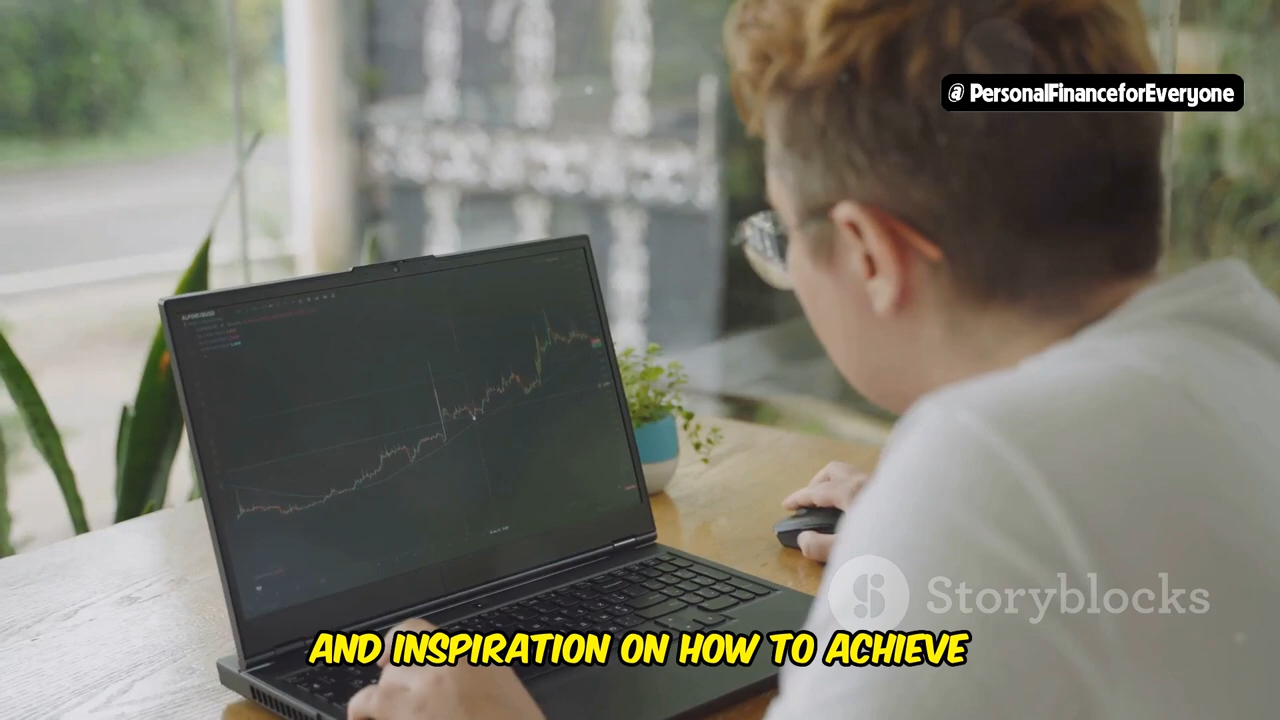 @ PersonalFinanceforEveryone
Storyblocks
AND INSPIRATION ON HOW TO ACHIEVE